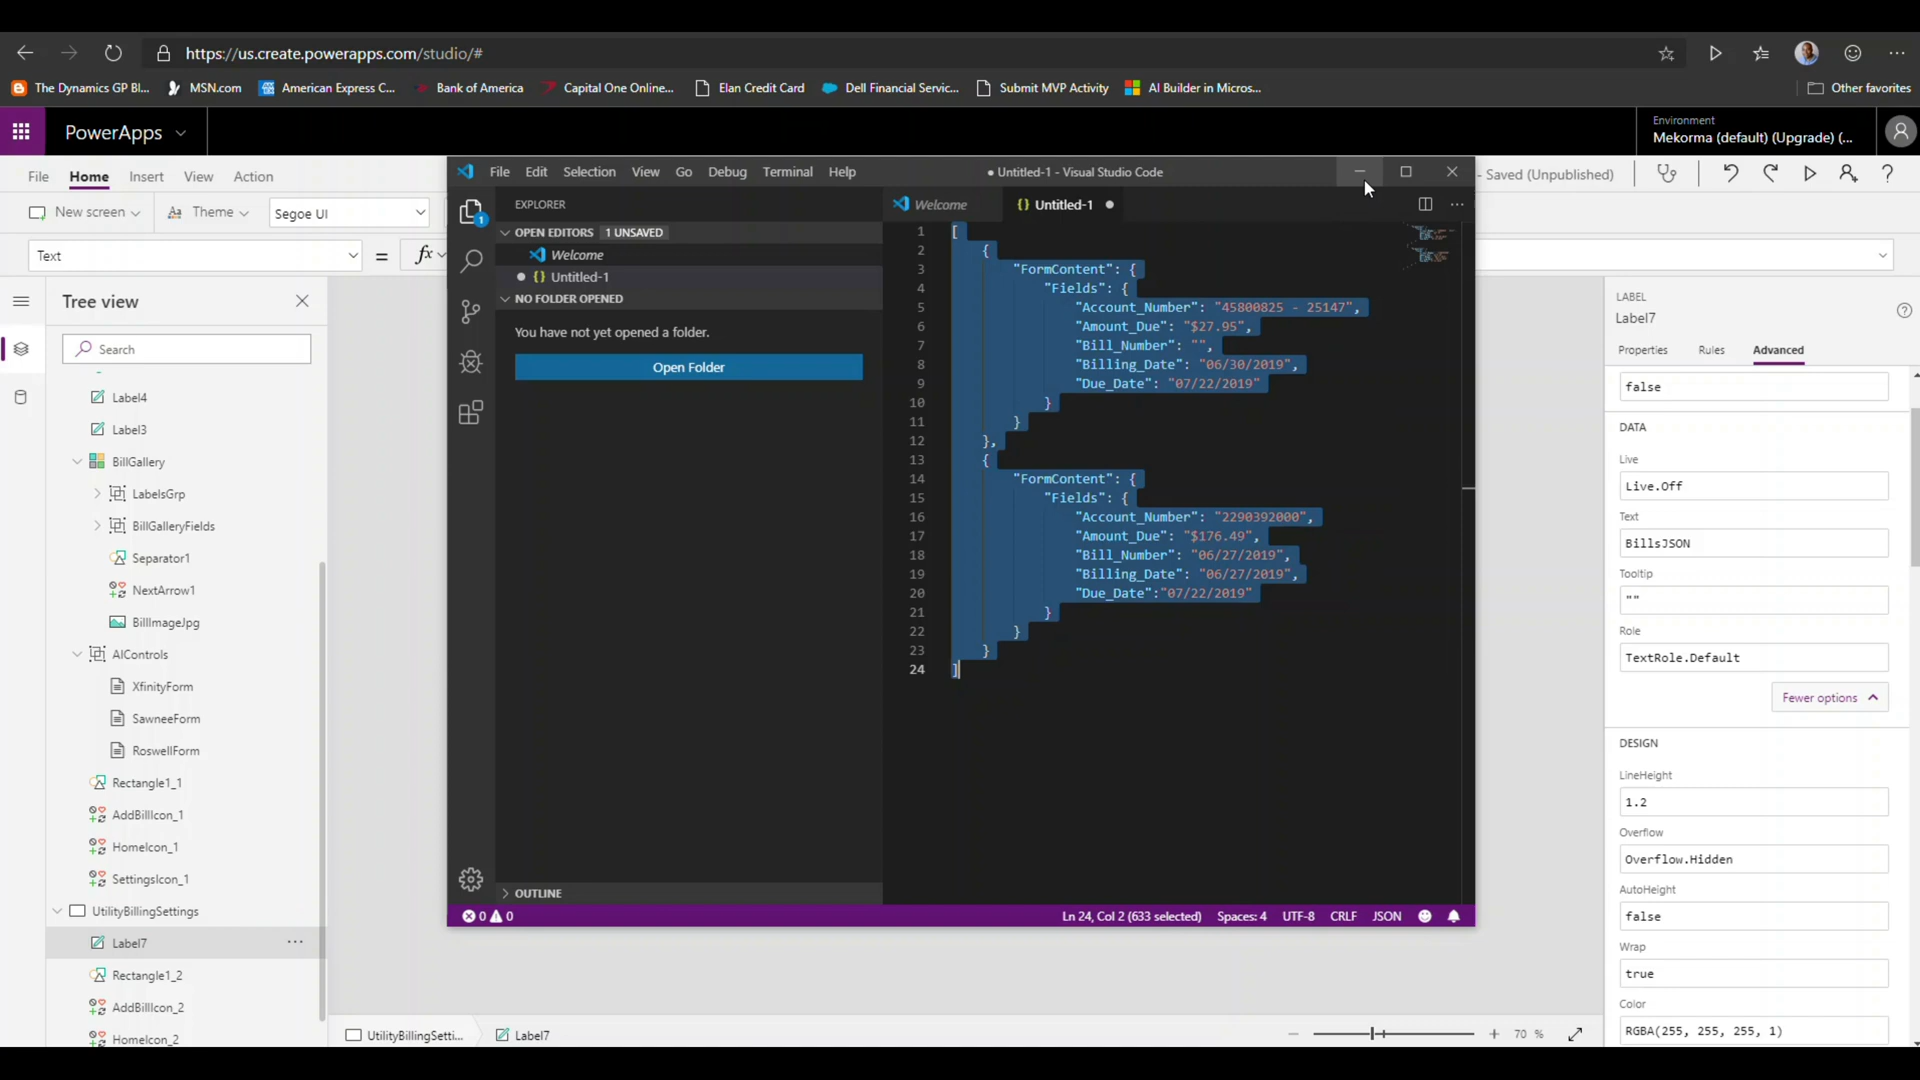 https://us.create.powerapps.com/studio/#
The Dynamics GP Bl...
MSN.com
American Express C...
Bank of America
Capital One Online...
Elan Credit Card
Dell Financial Servic...
Submit MVP Activity
AI Builder in Micros...
Other favorites
PowerApps
Environment
Mekorma (default) (Upgrade) (...
File
Home
Insert
View
Action
- Saved (Unpublished)
New screen
Theme
Segoe UI
Text
=
fx
Tree view
Search
Label4
Label3
BillGallery
LabelsGrp
BillGalleryFields
Separator1
NextArrow1
BillImageJpg
AIControls
XfinityForm
SawneeForm
RoswellForm
Rectangle1_1
AddBillIcon_1
HomeIcon_1
SettingsIcon_1
UtilityBillingSettings
Label7
Rectangle1_2
AddBillIcon_2
HomeIcon_2
File Edit Selection View Go Debug Terminal Help
● Untitled-1 - Visual Studio Code
EXPLORER
OPEN EDITORS 1 UNSAVED
Welcome
{} Untitled-1
NO FOLDER OPENED
You have not yet opened a folder.
Open Folder
OUTLINE
1
Welcome
{} Untitled-1
1 [
2 {
3 "FormContent": {
4 "Fields": {
5 "Account_Number": "45800825 - 25147",
6 "Amount_Due": "$27.95",
7 "Bill_Number": "",
8 "Billing_Date": "06/30/2019",
9 "Due_Date": "07/22/2019"
10 }
11 }
12 },
13 {
14 "FormContent": {
15 "Fields": {
16 "Account_Number": "2290392000",
17 "Amount_Due": "$176.49",
18 "Bill_Number": "06/27/2019",
19 "Billing_Date": "06/27/2019",
20 "Due_Date":"07/22/2019"
21 }
22 }
23 }
24 ]
0 0
Ln 24, Col 2 (633 selected)
Spaces: 4
UTF-8
CRLF
JSON
LABEL
Label7
Properties
Rules
Advanced
false
DATA
Live
Live.Off
Text
BillsJSON
Tooltip
""
Role
TextRole.Default
Fewer options
DESIGN
LineHeight
1.2
Overflow
Overflow.Hidden
AutoHeight
false
Wrap
true
Color
RGBA(255, 255, 255, 1)
UtilityBillingSetti...
Label7
70 %